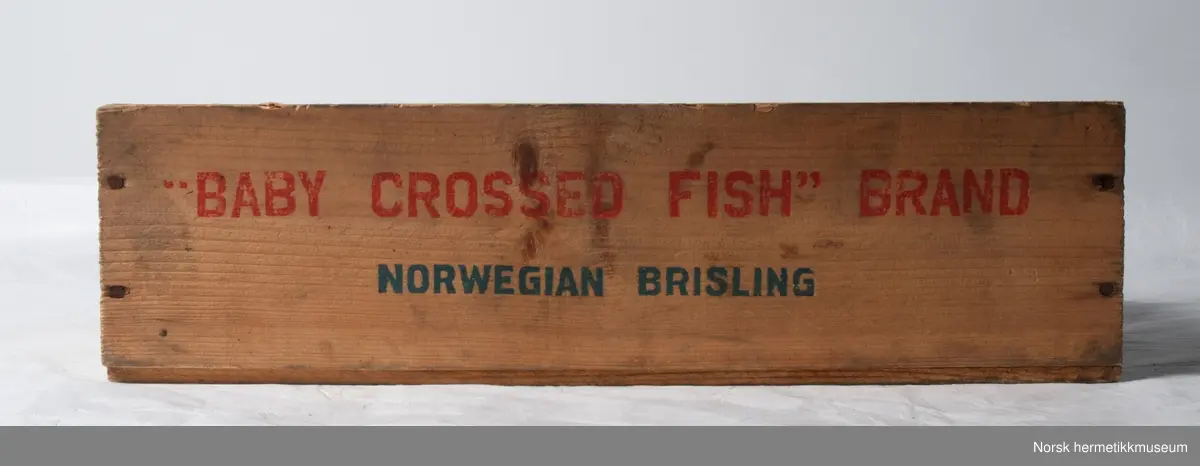 "BABY CROSSED FISH" BRAND
NORWEGIAN BRISLING
Norsk hermetikkmuseum